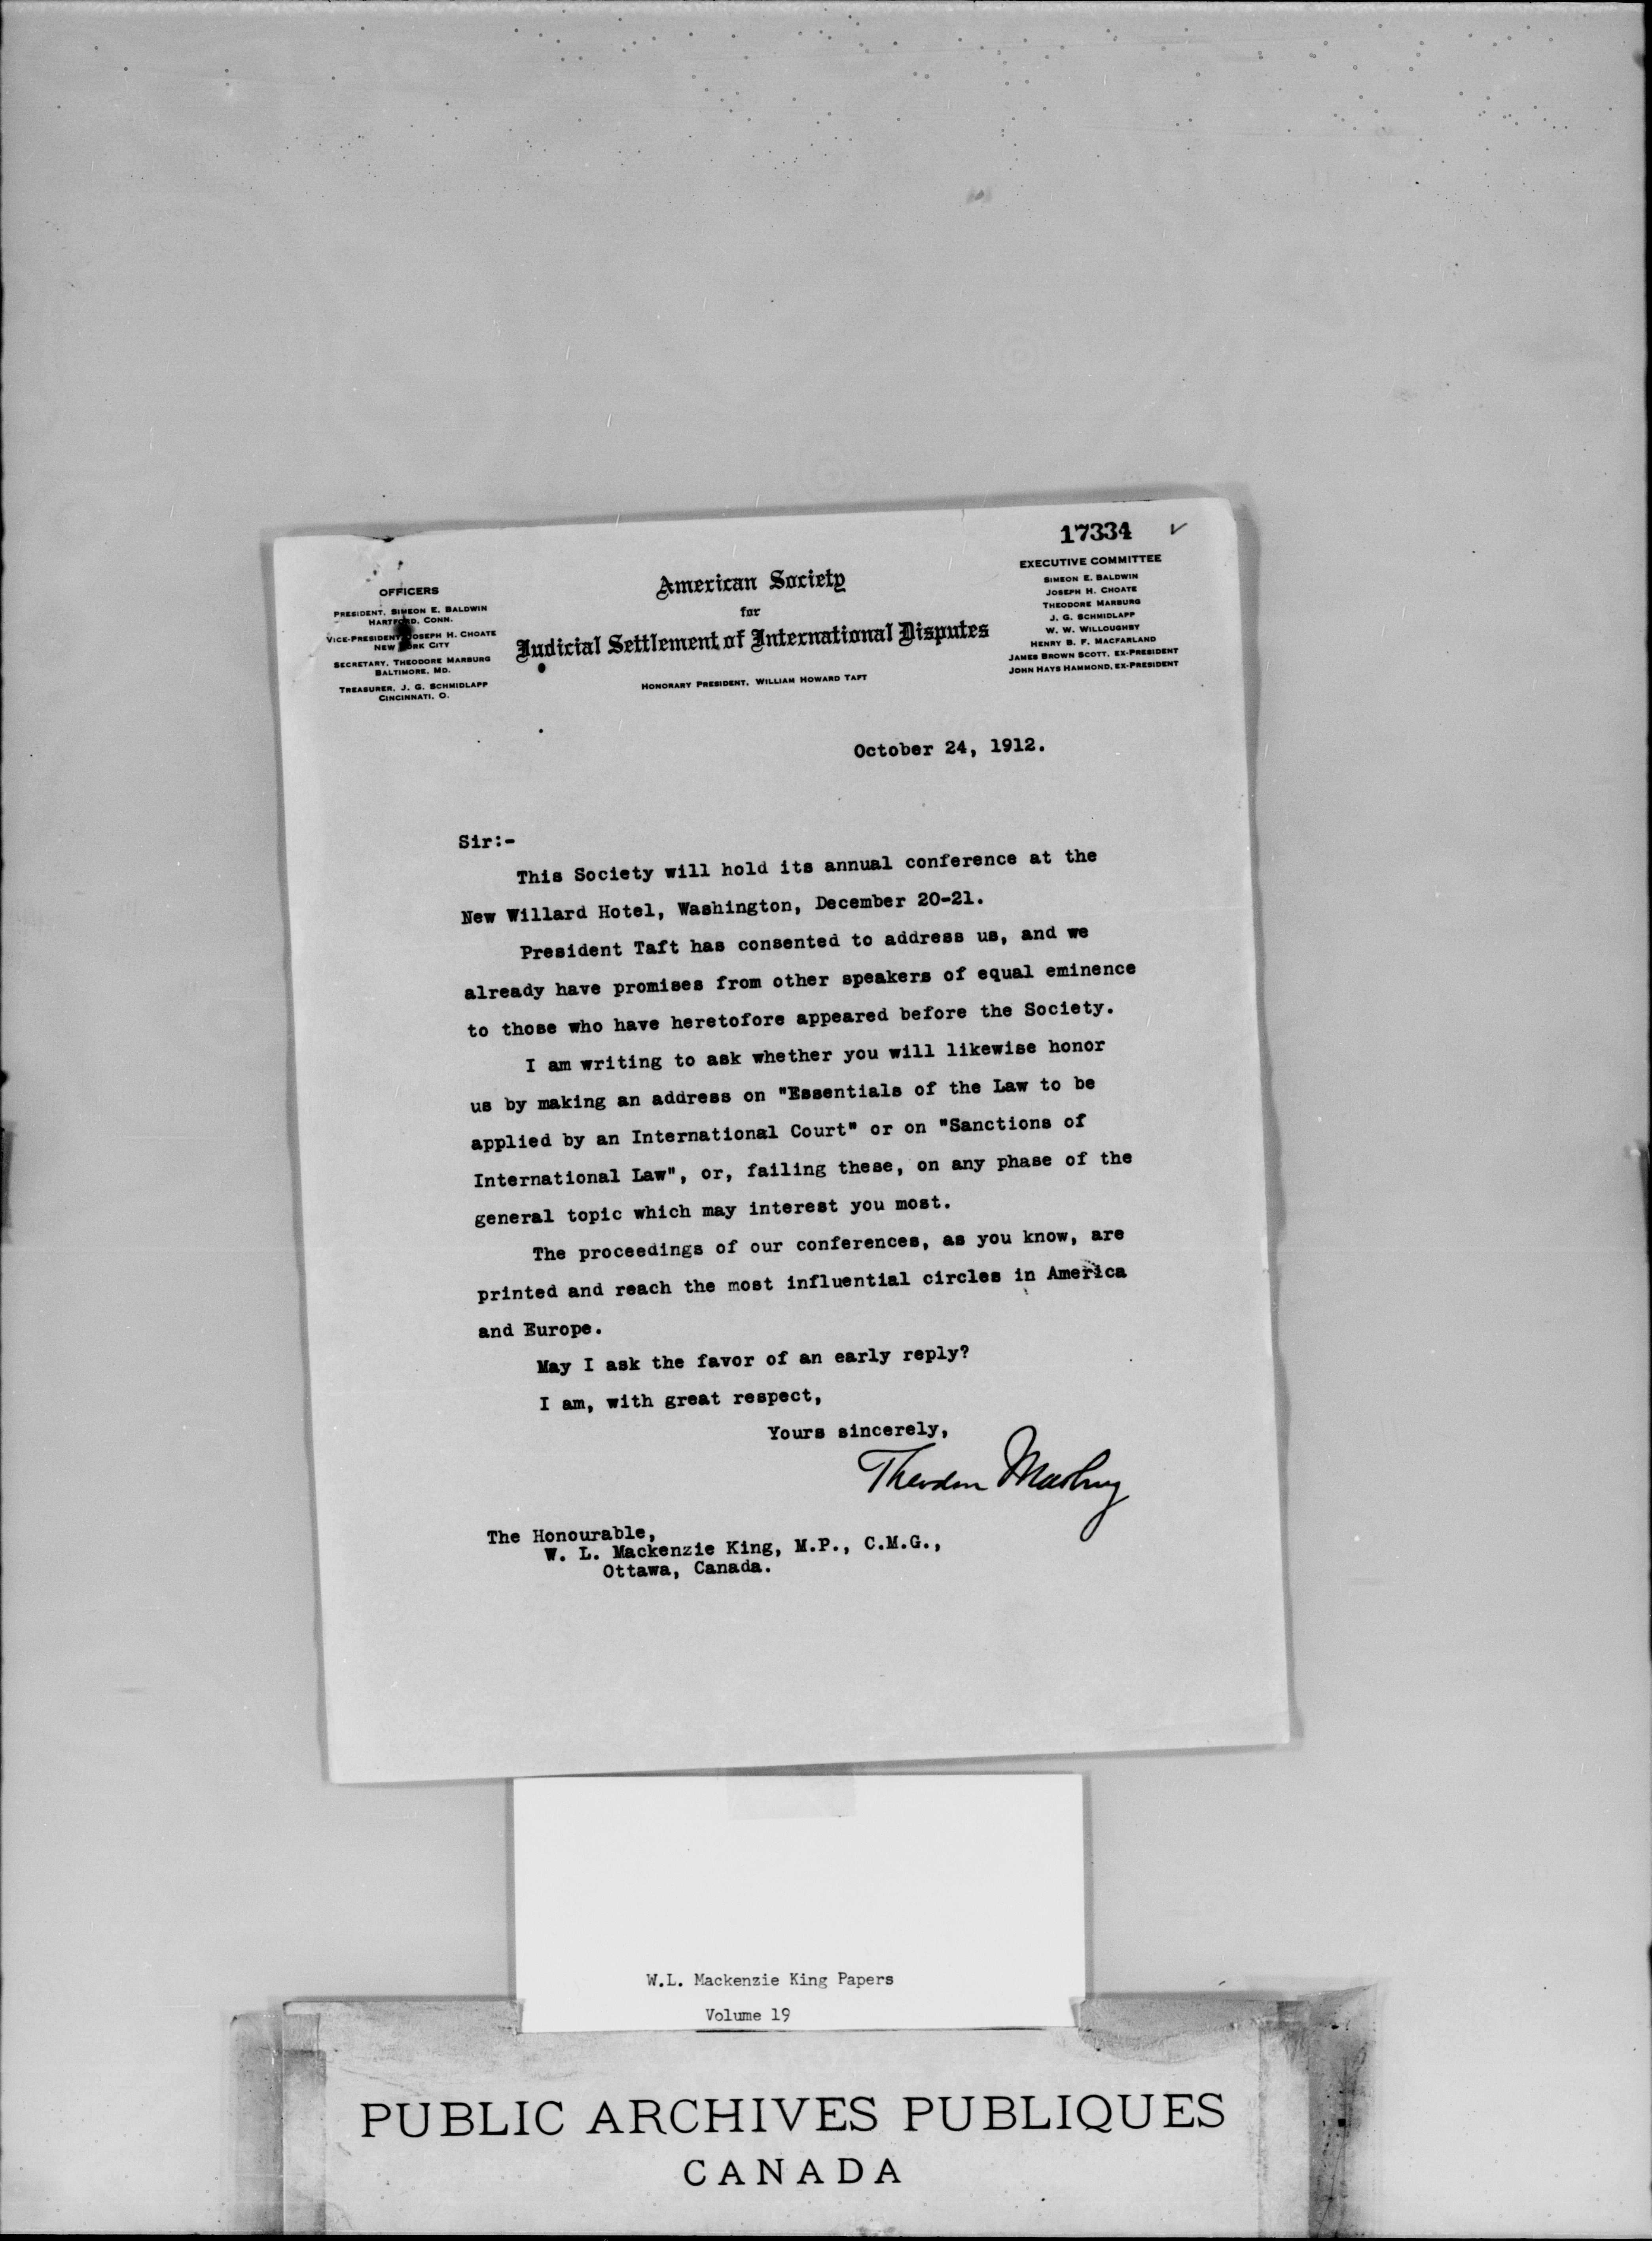 17334 ✓
OFFICERS
PRESIDENT, SIMEON E. BALDWIN
HARTFORD, CONN.
VICE-PRESIDENT, JOSEPH H. CHOATE
NEW YORK CITY
SECRETARY, THEODORE MARBURG
BALTIMORE, MD.
TREASURER, J. G. SCHMIDLAPP
CINCINNATI, O.
American Society
for
Judicial Settlement of International Disputes
HONORARY PRESIDENT, WILLIAM HOWARD TAFT
EXECUTIVE COMMITTEE
SIMEON E. BALDWIN
JOSEPH H. CHOATE
THEODORE MARBURG
J. G. SCHMIDLAPP
W. W. WILLOUGHBY
HENRY B. F. MACFARLAND
JAMES BROWN SCOTT, EX-PRESIDENT
JOHN HAYS HAMMOND, EX-PRESIDENT
October 24, 1912.
Sir:-
This Society will hold its annual conference at the
New Willard Hotel, Washington, December 20-21.
President Taft has consented to address us, and we
already have promises from other speakers of equal eminence
to those who have heretofore appeared before the Society.
I am writing to ask whether you will likewise honor
us by making an address on "Essentials of the Law to be
applied by an International Court" or on "Sanctions of
International Law", or, failing these, on any phase of the
general topic which may interest you most.
The proceedings of our conferences, as you know, are
printed and reach the most influential circles in America
and Europe.
May I ask the favor of an early reply?
I am, with great respect,
Yours sincerely,
Theodore Marburg
The Honourable,
W. L. Mackenzie King, M.P., C.M.G.,
Ottawa, Canada.
W.L. Mackenzie King Papers
Volume 19
PUBLIC ARCHIVES PUBLIQUES
CANADA